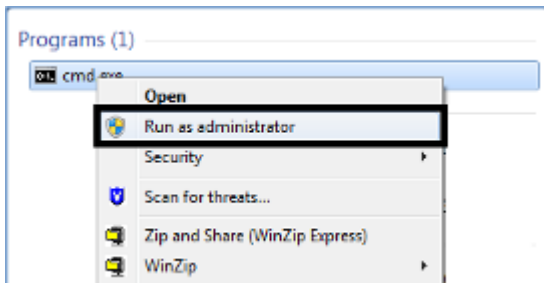 Programs (1)
cmd.exe
Open
Run as administrator
Security
Scan for threats...
Zip and Share (WinZip Express)
WinZip